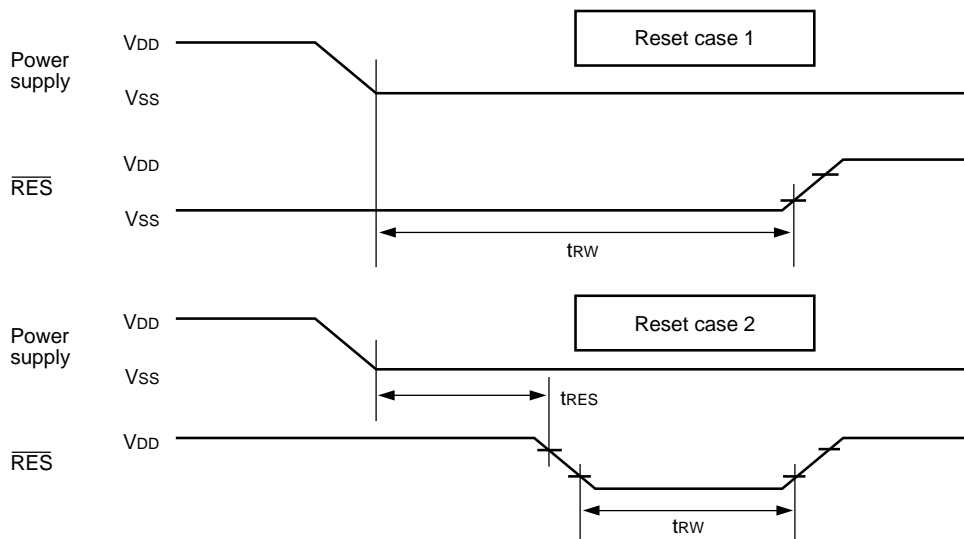 Reset case 1
Power
supply
VDD
VSS
RES
VDD
VSS
tRW
Reset case 2
Power
supply
VDD
VSS
tRES
RES
VDD
tRW